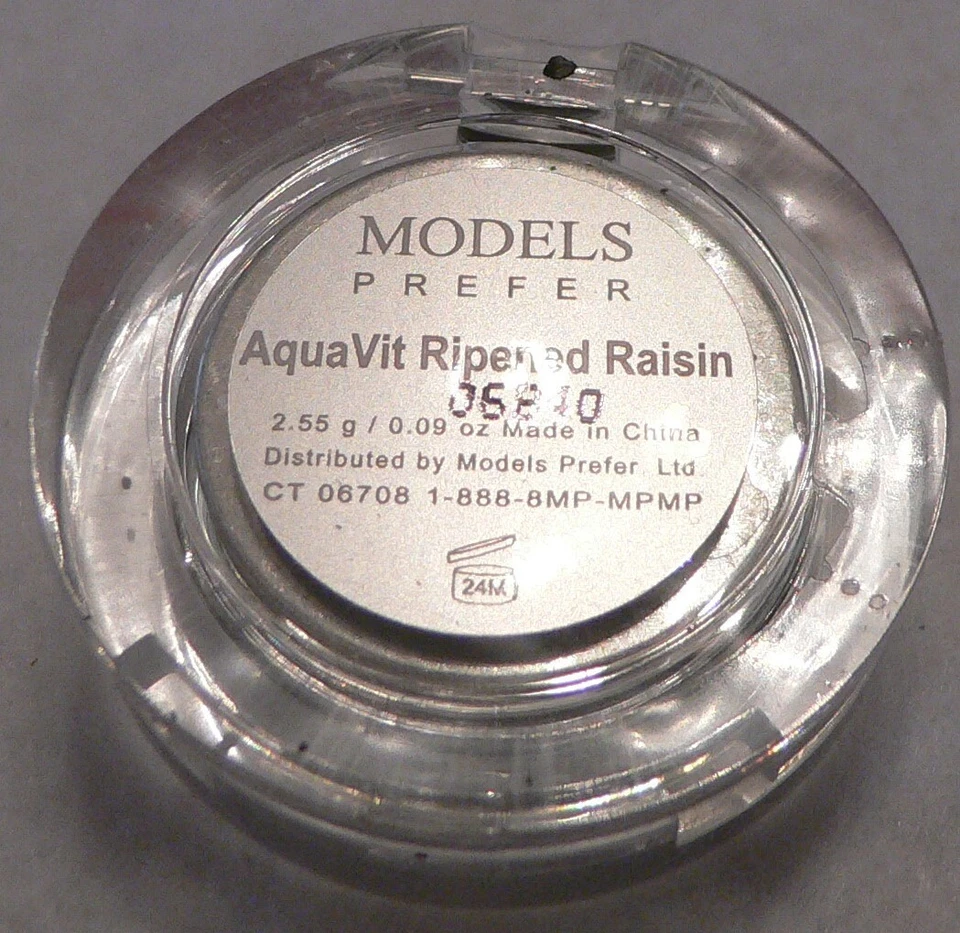 MODELS
PREFER
AquaVit Ripened Raisin
2.55 g / 0.09 oz Made in China
Distributed by Models Prefer Ltd.
CT 06708 1-888-8MP-MPMP
24M